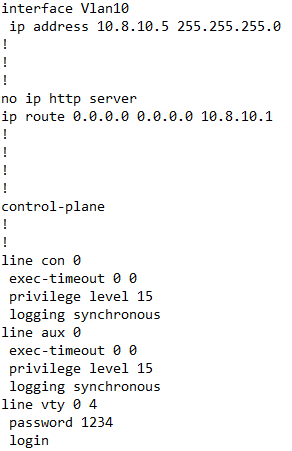 interface Vlan10
 ip address 10.8.10.5 255.255.255.0
!
!
!
no ip http server
ip route 0.0.0.0 0.0.0.0 10.8.10.1
!
!
!
!
control-plane
!
!
line con 0
 exec-timeout 0 0
 privilege level 15
 logging synchronous
line aux 0
 exec-timeout 0 0
 privilege level 15
 logging synchronous
line vty 0 4
 password 1234
 login